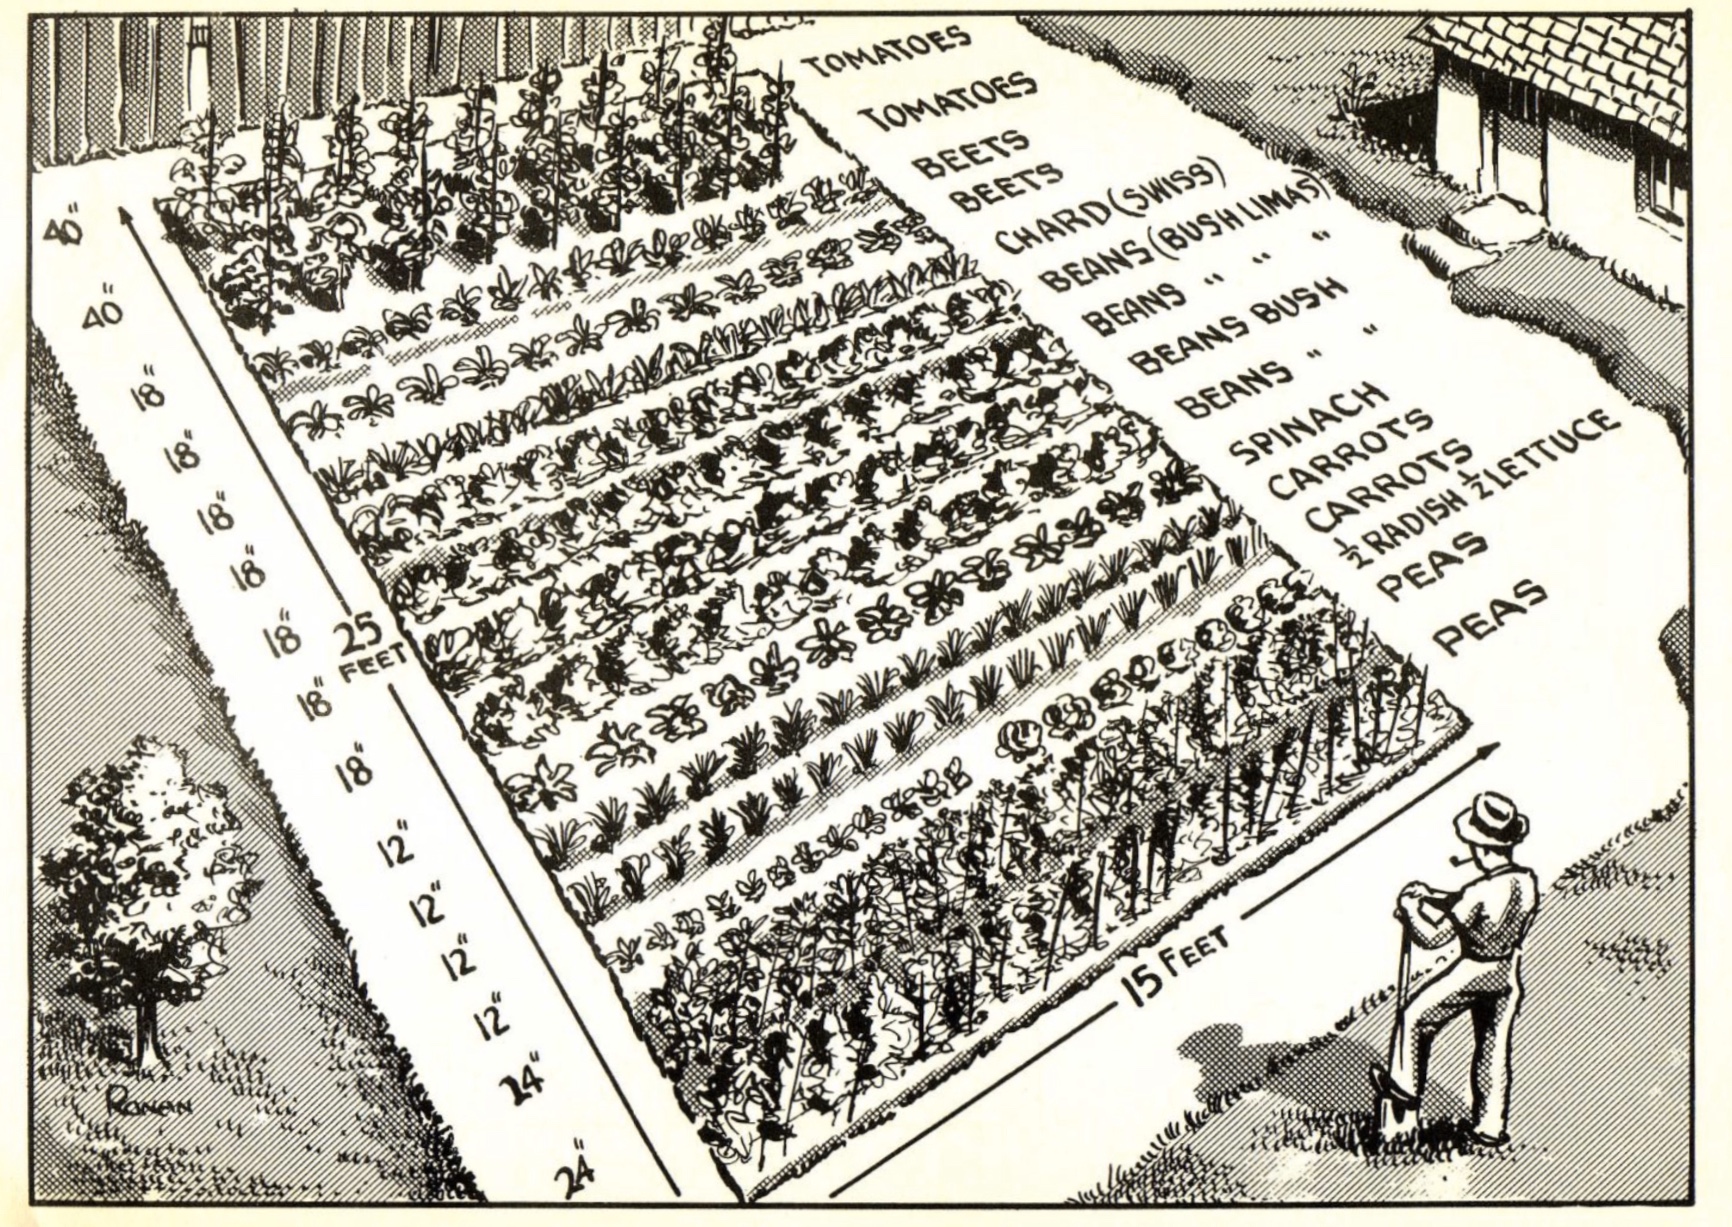 TOMATOES
TOMATOES
BEETS
BEETS
CHARD (SWISS)
BEANS (BUSH LIMAS)
BEANS " " "
BEANS BUSH
BEANS " "
SPINACH
CARROTS
CARROTS
½ RADISH ½ LETTUCE
PEAS
PEAS
40"
40"
18"
18"
18"
18"
18"
18"
18"
12"
12"
12"
12"
24"
24"
25
FEET
15 FEET
RONAN